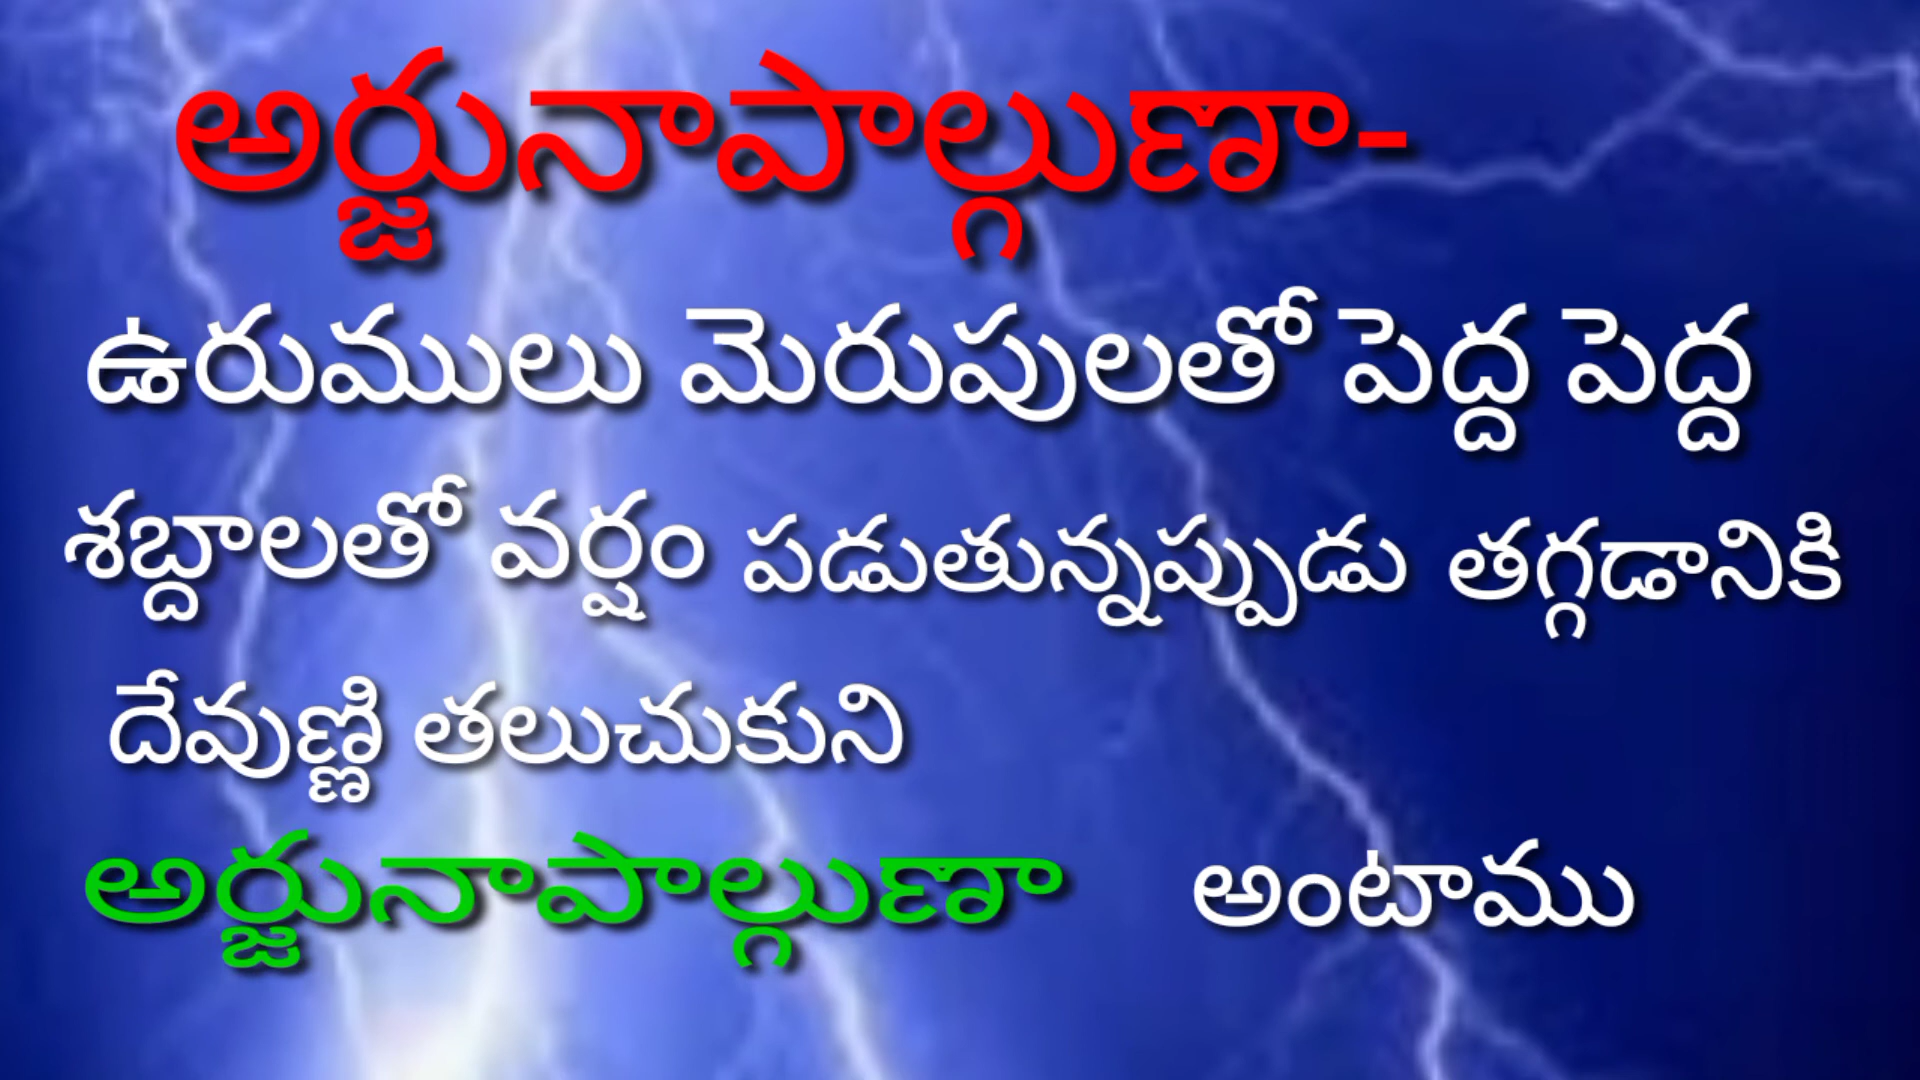 అర్జునాపాల్గుణా-
ఉరుములు మెరుపులతో పెద్ద పెద్ద
శబ్దాలతో వర్షం పడుతున్నప్పుడు తగ్గడానికి
దేవుణ్ణి తలుచుకుని
అర్జునాపాల్గుణా అంటాము